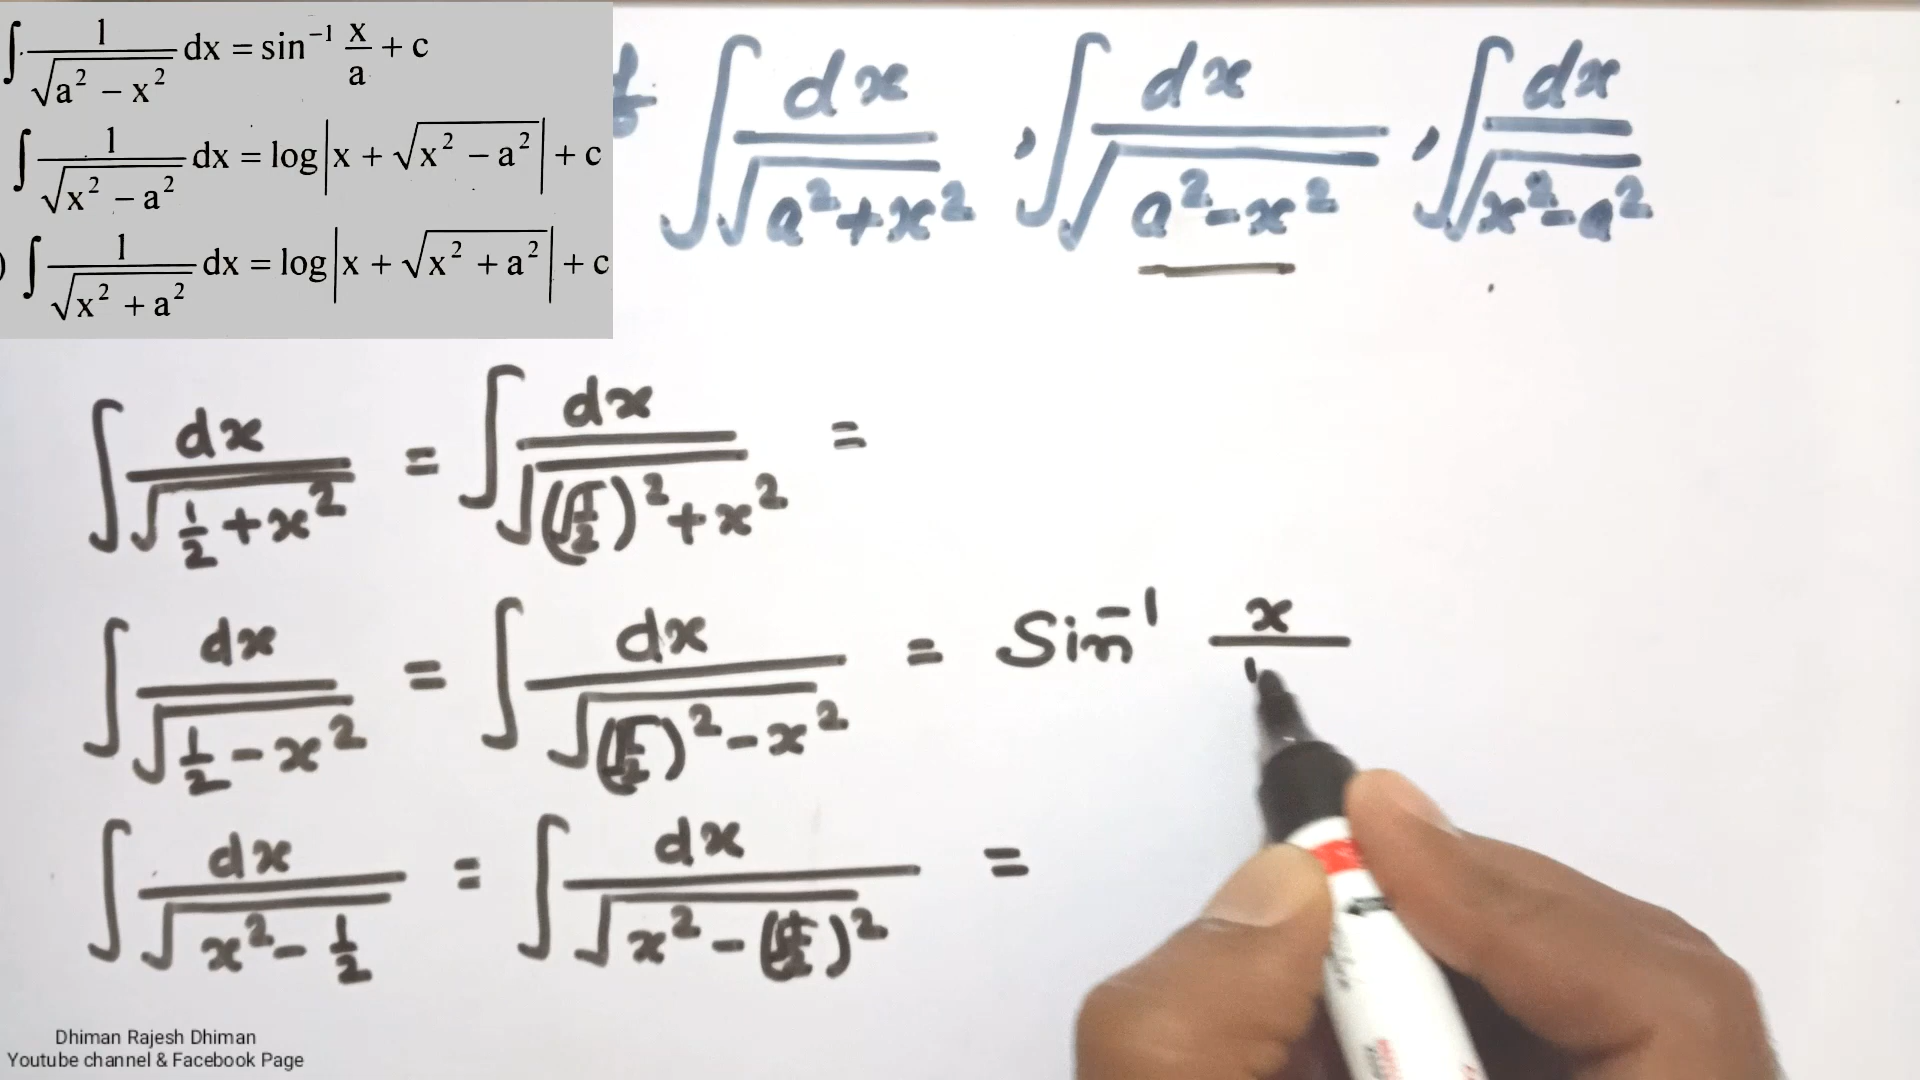 ∫ 1/√(a² − x²) dx = sin⁻¹ x/a + c
∫ 1/√(x² − a²) dx = log|x + √(x² − a²)| + c
) ∫ 1/√(x² + a²) dx = log|x + √(x² + a²)| + c
∫ dx/√(a²+x²) , ∫ dx/√(a²−x²) , ∫ dx/√(x²−a²)
∫ dx/√(1/2 + x²) = ∫ dx/√((√(1/2))² + x²) =
∫ dx/√(1/2 − x²) = ∫ dx/√((√(1/2))² − x²) = Sin⁻¹ x/
∫ dx/√(x² − 1/2) = ∫ dx/√(x² − (√(1/2))²) =
Dhiman Rajesh Dhiman
Youtube channel & Facebook Page